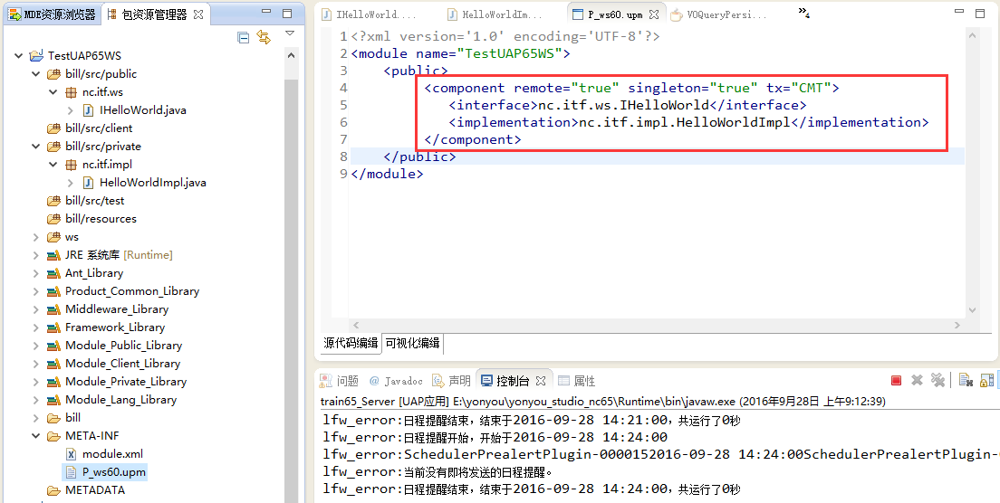 MDE资源浏览器 包资源管理器
TestUAP65WS
bill/src/public
nc.itf.ws
IHelloWorld.java
bill/src/client
bill/src/private
nc.itf.impl
HelloWorldImpl.java
bill/src/test
bill/resources
ws
JRE 系统库 [Runtime]
Ant_Library
Product_Common_Library
Middleware_Library
Framework_Library
Module_Public_Library
Module_Client_Library
Module_Private_Library
Module_Lang_Library
bill
META-INF
module.xml
P_ws60.upm
METADATA
IHelloWorld.... HelloWorldIm... P_ws60.upm VOQueryPersi... »4
1 <?xml version='1.0' encoding='UTF-8'?>
2 <module name="TestUAP65WS">
3 <public>
4 <component remote="true" singleton="true" tx="CMT">
5 <interface>nc.itf.ws.IHelloWorld</interface>
6 <implementation>nc.itf.impl.HelloWorldImpl</implementation>
7 </component>
8 </public>
9 </module>
源代码编辑 可视化编辑
问题 @ Javadoc 声明 控制台 属性
train65_Server [UAP应用] E:\yonyou\yonyou_studio_nc65\Runtime\bin\javaw.exe (2016年9月28日 上午9:12:39)
lfw_error:日程提醒结束，结束于2016-09-28 14:21:00，共运行了0秒
lfw_error:日程提醒开始，开始于2016-09-28 14:24:00
lfw_error:SchedulerPrealertPlugin-0000152016-09-28 14:24:00SchedulerPrealertPlugin-
lfw_error:当前没有即将发送的日程提醒。
lfw_error:日程提醒结束，结束于2016-09-28 14:24:00，共运行了0秒